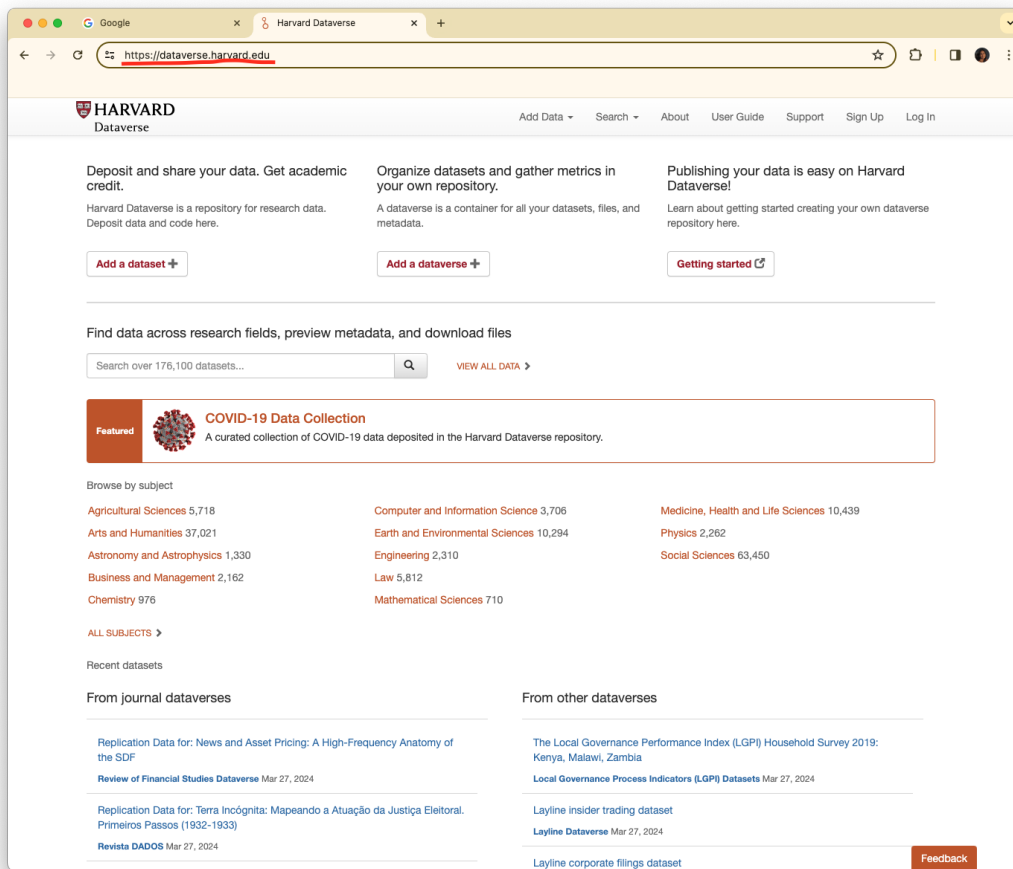 Google
Harvard Dataverse
https://dataverse.harvard.edu
HARVARD
Dataverse
Add Data
Search
About
User Guide
Support
Sign Up
Log In
Deposit and share your data. Get academic
credit.
Harvard Dataverse is a repository for research data.
Deposit data and code here.
Add a dataset
Organize datasets and gather metrics in
your own repository.
A dataverse is a container for all your datasets, files, and
metadata.
Add a dataverse
Publishing your data is easy on Harvard
Dataverse!
Learn about getting started creating your own dataverse
repository here.
Getting started
Find data across research fields, preview metadata, and download files
Search over 176,100 datasets...
VIEW ALL DATA
Featured
COVID-19 Data Collection
A curated collection of COVID-19 data deposited in the Harvard Dataverse repository.
Browse by subject
Agricultural Sciences 5,718
Arts and Humanities 37,021
Astronomy and Astrophysics 1,330
Business and Management 2,162
Chemistry 976
Computer and Information Science 3,706
Earth and Environmental Sciences 10,294
Engineering 2,310
Law 5,812
Mathematical Sciences 710
Medicine, Health and Life Sciences 10,439
Physics 2,262
Social Sciences 63,450
ALL SUBJECTS
Recent datasets
From journal dataverses
Replication Data for: News and Asset Pricing: A High-Frequency Anatomy of
the SDF
Review of Financial Studies Dataverse Mar 27, 2024
Replication Data for: Terra Incógnita: Mapeando a Atuação da Justiça Eleitoral.
Primeiros Passos (1932-1933)
Revista DADOS Mar 27, 2024
From other dataverses
The Local Governance Performance Index (LGPI) Household Survey 2019:
Kenya, Malawi, Zambia
Local Governance Process Indicators (LGPI) Datasets Mar 27, 2024
Layline insider trading dataset
Layline Dataverse Mar 27, 2024
Layline corporate filings dataset
Feedback